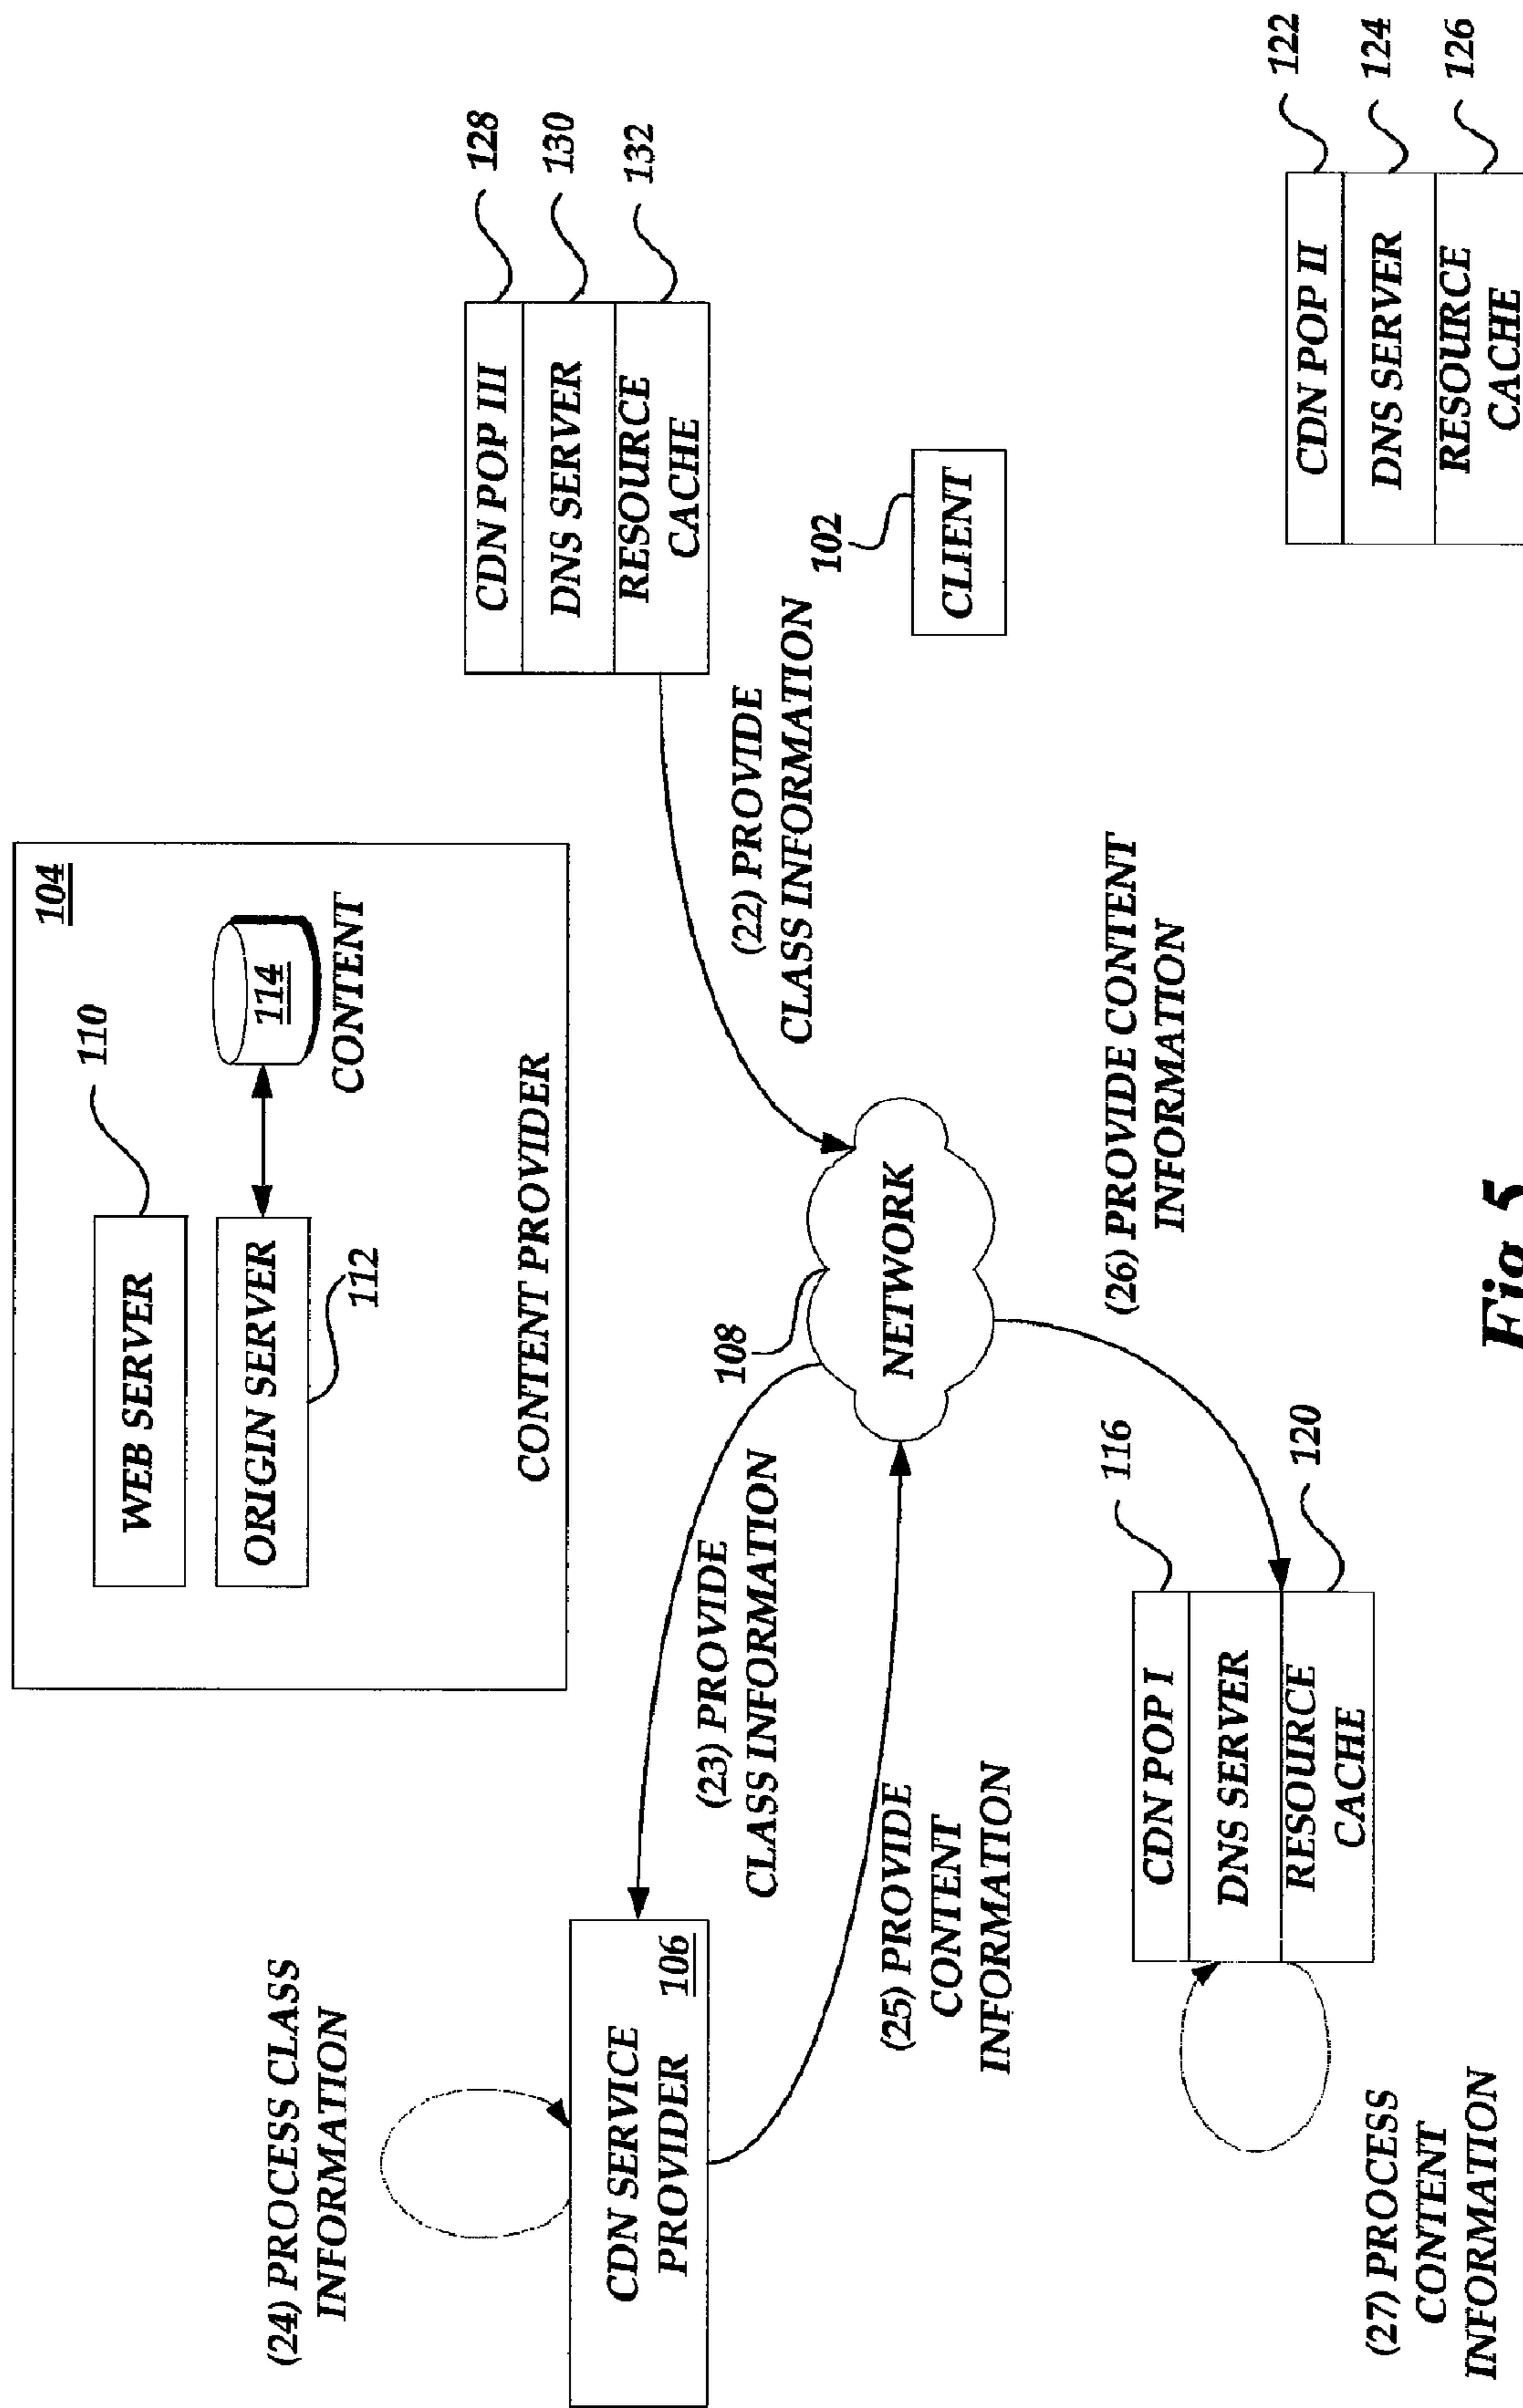 104
WEB SERVER
110
ORIGIN SERVER
112
114
CONTENT
CONTENT PROVIDER
128
130
132
CDN POP III
DNS SERVER
RESOURCE
CACHE
(22) PROVIDE
CLASS INFORMATION
102
CLIENT
108
NETWORK
(23) PROVIDE
CLASS INFORMATION
(24) PROCESS CLASS
INFORMATION
CDN SERVICE
PROVIDER
106
(25) PROVIDE
CONTENT
INFORMATION
(26) PROVIDE CONTENT
INFORMATION
116
120
CDN POP I
DNS SERVER
RESOURCE
CACHE
(27) PROCESS
CONTENT
INFORMATION
122
124
126
CDN POP II
DNS SERVER
RESOURCE
CACHE
Fig. 5